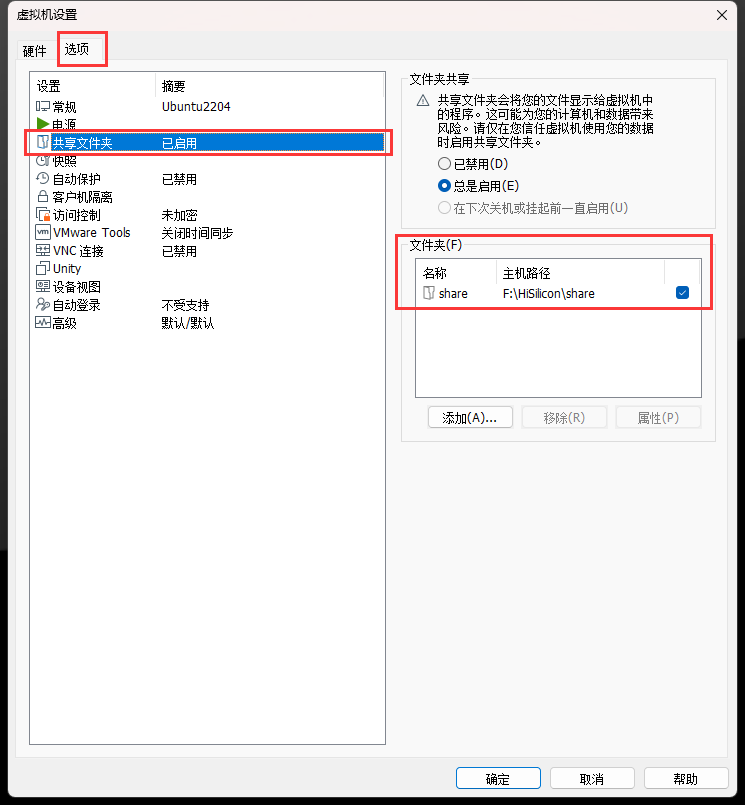 虚拟机设置
硬件 选项
设置 摘要
常规 Ubuntu2204
电源
共享文件夹 已启用
快照
自动保护 已禁用
客户机隔离
访问控制 未加密
VMware Tools 关闭时间同步
VNC 连接 已禁用
Unity
设备视图
自动登录 不受支持
高级 默认/默认
文件夹共享
共享文件夹会将您的文件显示给虚拟机中
的程序。这可能为您的计算机和数据带来
风险。请仅在您信任虚拟机使用您的数据
时启用共享文件夹。
已禁用(D)
总是启用(E)
在下次关机或挂起前一直启用(U)
文件夹(F)
名称 主机路径
share F:\HiSilicon\share
添加(A)... 移除(R) 属性(P)
确定 取消 帮助